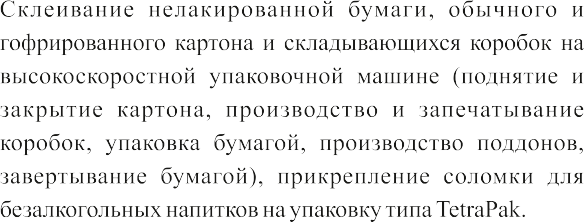 Склеивание нелакированной бумаги, обычного и
гофрированного картона и складывающихся коробок на
высокоскоростной упаковочной машине (поднятие и
закрытие картона, производство и запечатывание
коробок, упаковка бумагой, производство поддонов,
завертывание бумагой), прикрепление соломки для
безалкогольных напитков на упаковку типа TetraPak.